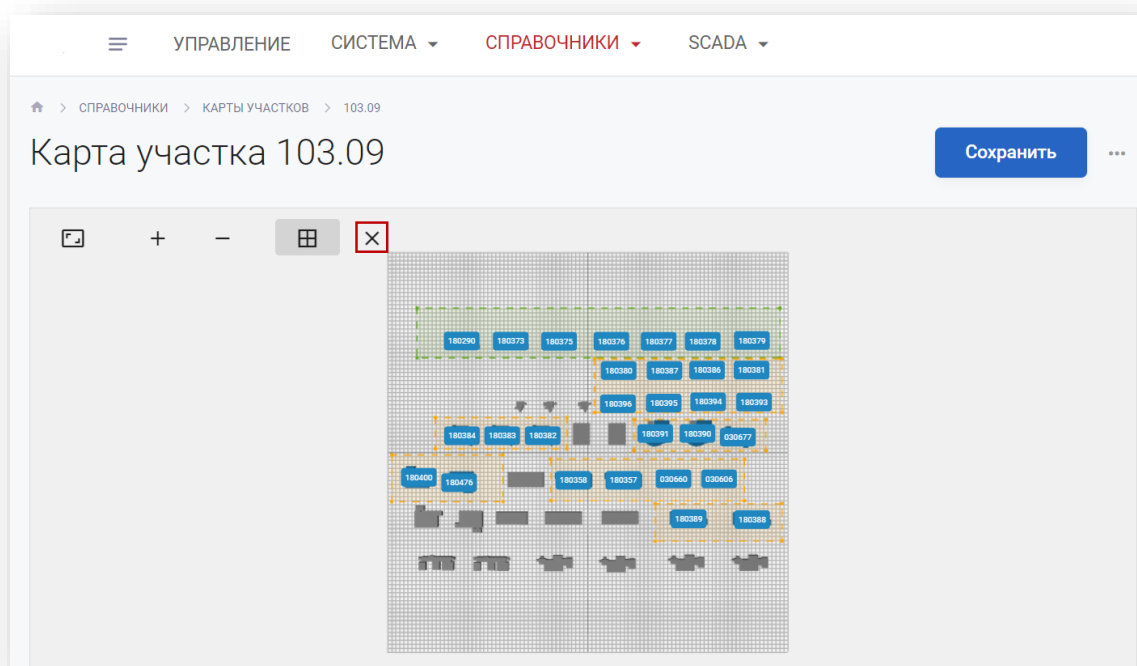 УПРАВЛЕНИЕ СИСТЕМА СПРАВОЧНИКИ SCADA
СПРАВОЧНИКИ > КАРТЫ УЧАСТКОВ > 103.09
Карта участка 103.09
Сохранить
180290 180373 180375 180376 180377 180378 180379
180380 180387 180386 180381
180396 180395 180394 180393
180384 180383 180382 180391 180390 030677
180400 180476 180358 180357 030660 030606
180389 180388